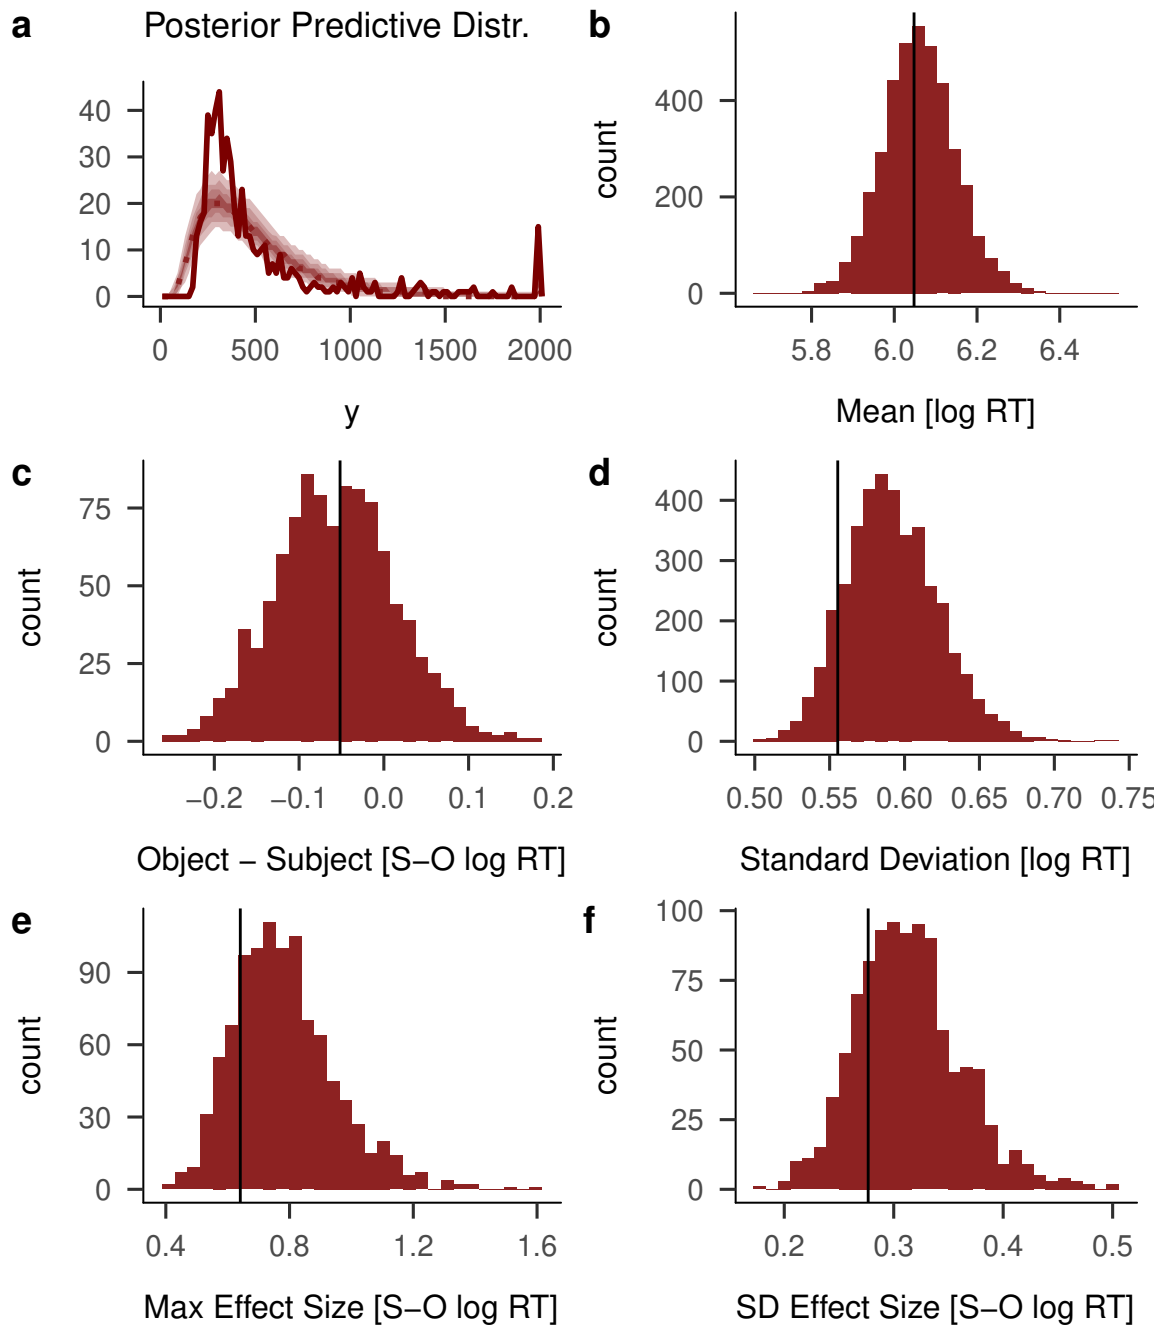 a Posterior Predictive Distr.
40
30
20
10
0
0 500 1000 1500 2000
y
b
count
400
200
0
5.8 6.0 6.2 6.4
Mean [log RT]
c
count
75
50
25
0
−0.2 −0.1 0.0 0.1 0.2
Object − Subject [S−O log RT]
d
count
400
300
200
100
0
0.50 0.55 0.60 0.65 0.70 0.75
Standard Deviation [log RT]
e
count
90
60
30
0
0.4 0.8 1.2 1.6
Max Effect Size [S−O log RT]
f
count
100
75
50
25
0
0.2 0.3 0.4 0.5
SD Effect Size [S−O log RT]